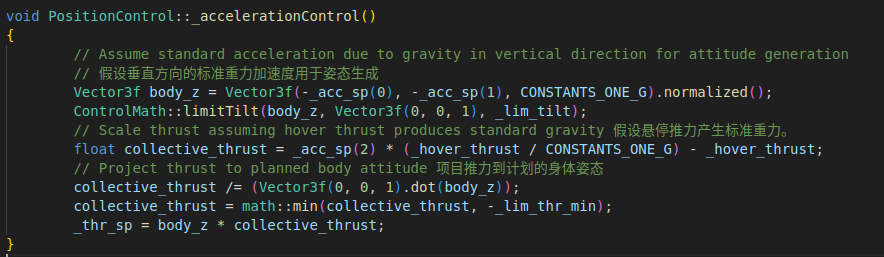 void PositionControl::_accelerationControl()
{
// Assume standard acceleration due to gravity in vertical direction for attitude generation
// 假设垂直方向的标准重力加速度用于姿态生成
Vector3f body_z = Vector3f(-_acc_sp(0), -_acc_sp(1), CONSTANTS_ONE_G).normalized();
ControlMath::limitTilt(body_z, Vector3f(0, 0, 1), _lim_tilt);
// Scale thrust assuming hover thrust produces standard gravity 假设悬停推力产生标准重力。
float collective_thrust = _acc_sp(2) * (_hover_thrust / CONSTANTS_ONE_G) - _hover_thrust;
// Project thrust to planned body attitude 项目推力到计划的身体姿态
collective_thrust /= (Vector3f(0, 0, 1).dot(body_z));
collective_thrust = math::min(collective_thrust, -_lim_thr_min);
_thr_sp = body_z * collective_thrust;
}